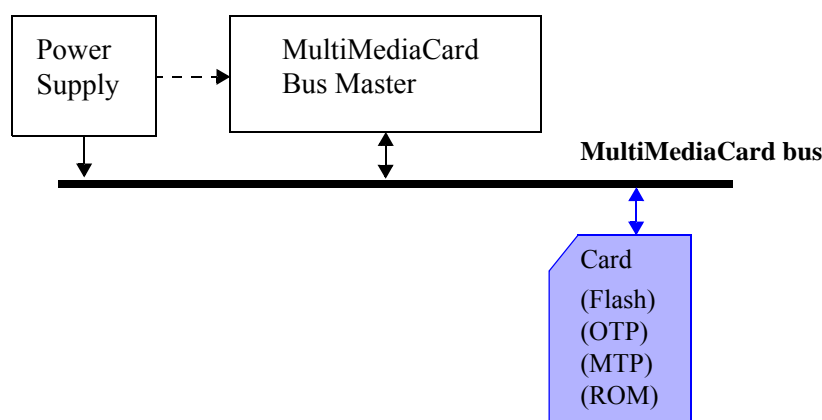 Power
Supply
MultiMediaCard
Bus Master
MultiMediaCard bus
Card
(Flash)
(OTP)
(MTP)
(ROM)